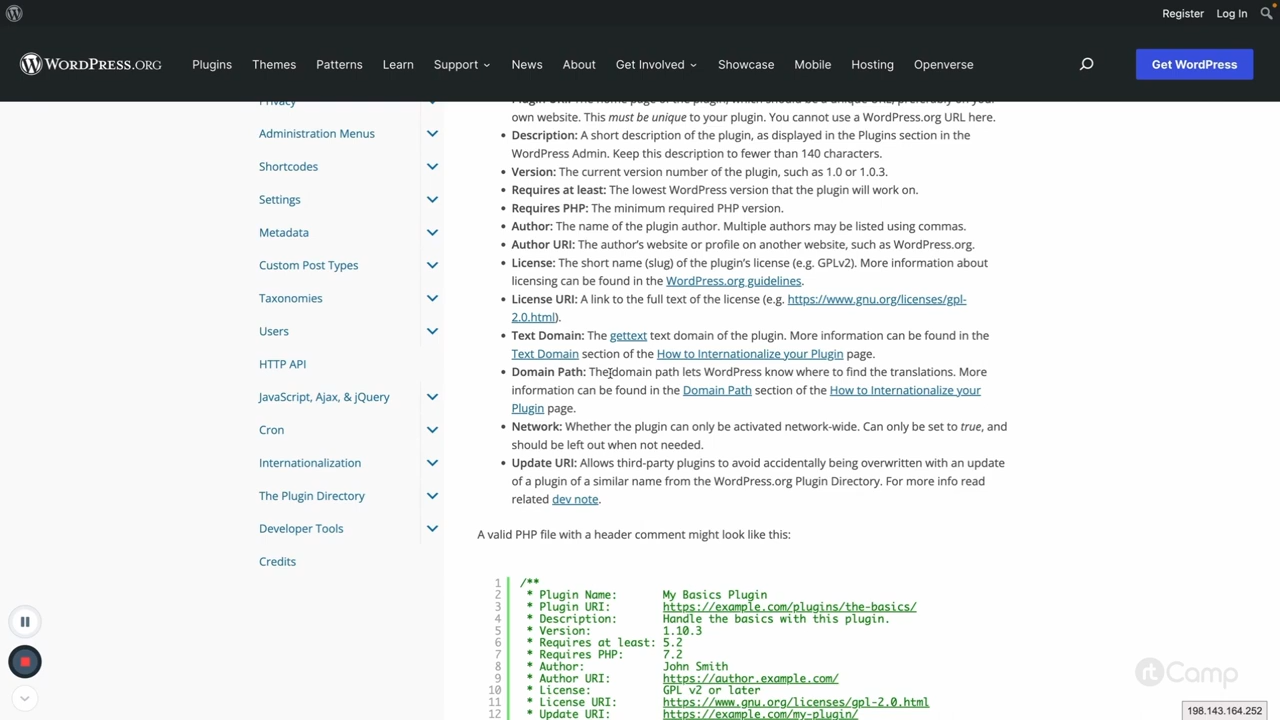 Register Log In
WORDPRESS.ORG Plugins Themes Patterns Learn Support News About Get Involved Showcase Mobile Hosting Openverse Get WordPress
Privacy
Administration Menus
Shortcodes
Settings
Metadata
Custom Post Types
Taxonomies
Users
HTTP API
JavaScript, Ajax, & jQuery
Cron
Internationalization
The Plugin Directory
Developer Tools
Credits
own website. This must be unique to your plugin. You cannot use a WordPress.org URL here.
• Description: A short description of the plugin, as displayed in the Plugins section in the
WordPress Admin. Keep this description to fewer than 140 characters.
• Version: The current version number of the plugin, such as 1.0 or 1.0.3.
• Requires at least: The lowest WordPress version that the plugin will work on.
• Requires PHP: The minimum required PHP version.
• Author: The name of the plugin author. Multiple authors may be listed using commas.
• Author URI: The author's website or profile on another website, such as WordPress.org.
• License: The short name (slug) of the plugin's license (e.g. GPLv2). More information about
licensing can be found in the WordPress.org guidelines.
• License URI: A link to the full text of the license (e.g. https://www.gnu.org/licenses/gpl-
2.0.html).
• Text Domain: The gettext text domain of the plugin. More information can be found in the
Text Domain section of the How to Internationalize your Plugin page.
• Domain Path: The domain path lets WordPress know where to find the translations. More
information can be found in the Domain Path section of the How to Internationalize your
Plugin page.
• Network: Whether the plugin can only be activated network-wide. Can only be set to true, and
should be left out when not needed.
• Update URI: Allows third-party plugins to avoid accidentally being overwritten with an update
of a plugin of a similar name from the WordPress.org Plugin Directory. For more info read
related dev note.
A valid PHP file with a header comment might look like this:
1 /**
2 * Plugin Name: My Basics Plugin
3 * Plugin URI: https://example.com/plugins/the-basics/
4 * Description: Handle the basics with this plugin.
5 * Version: 1.10.3
6 * Requires at least: 5.2
7 * Requires PHP: 7.2
8 * Author: John Smith
9 * Author URI: https://author.example.com/
10 * License: GPL v2 or later
11 * License URI: https://www.gnu.org/licenses/gpl-2.0.html
12 * Update URI: https://example.com/my-plugin/
rtCamp
198.143.164.252